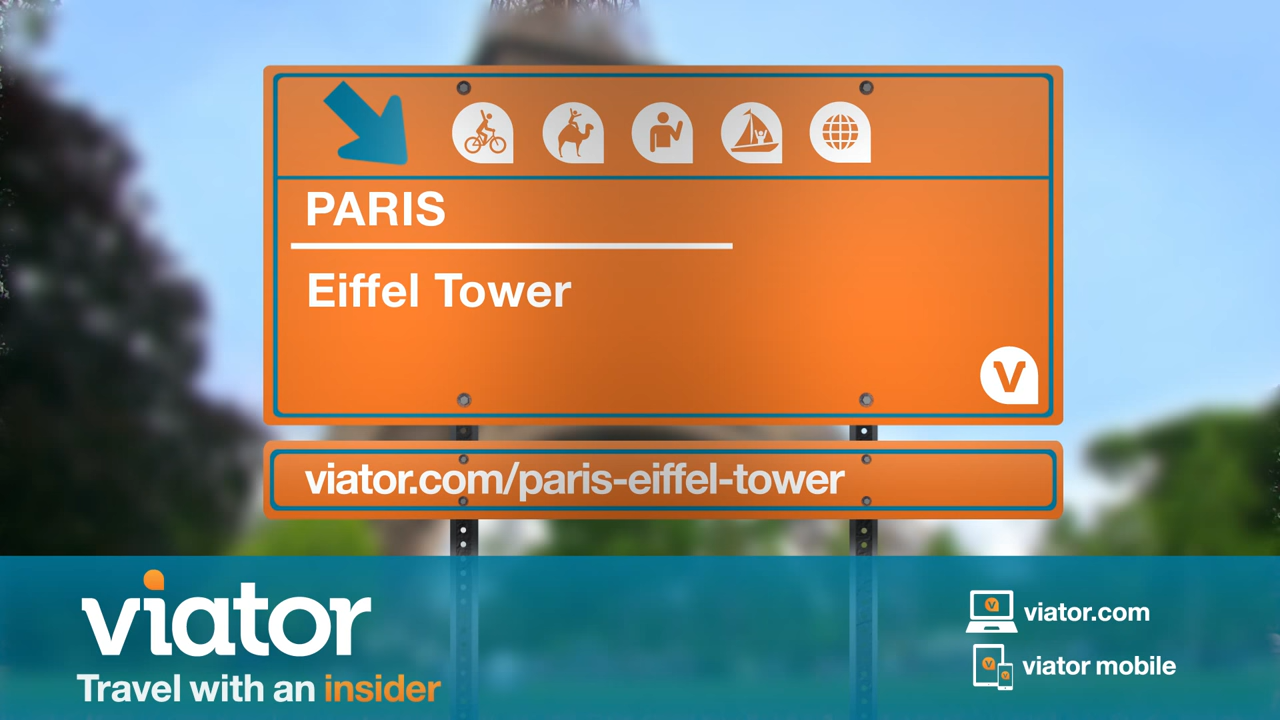 PARIS
Eiffel Tower
V
viator.com/paris-eiffel-tower
viator
Travel with an insider
viator.com
viator mobile